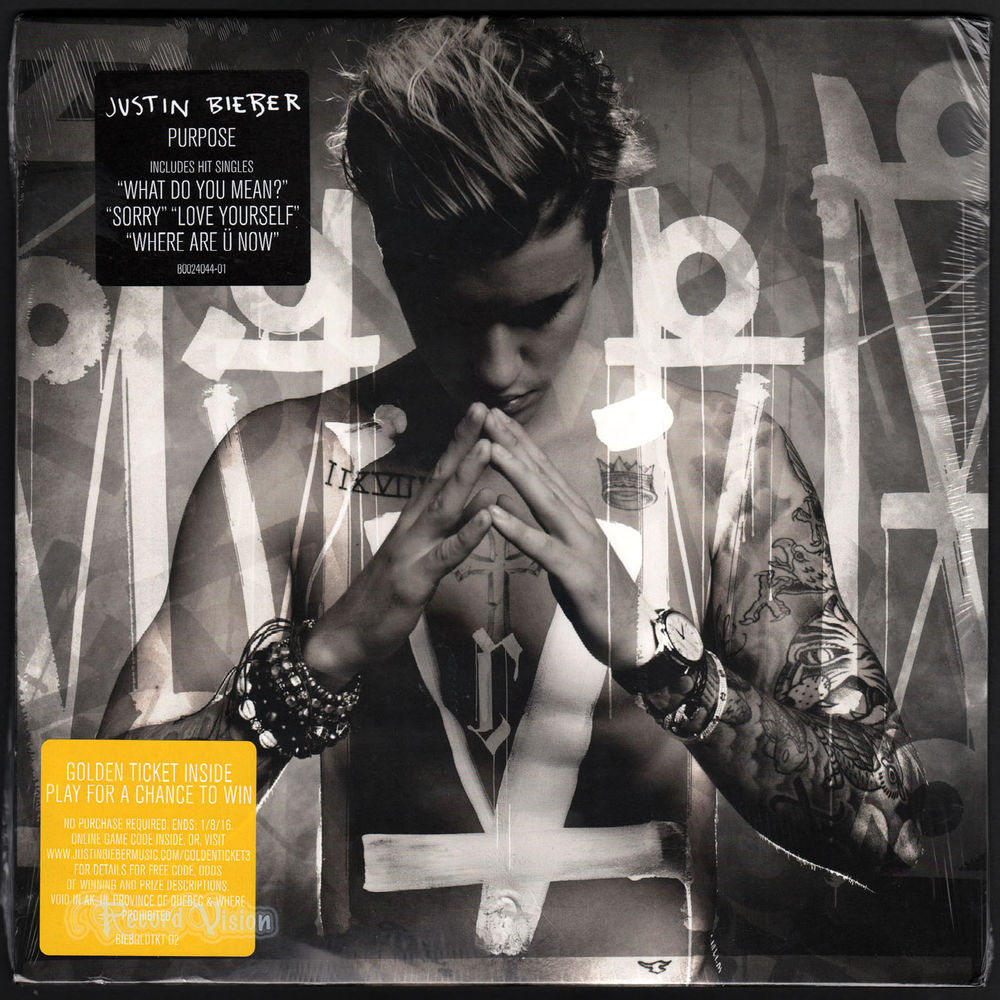 JUSTIN BIEBER
PURPOSE
INCLUDES HIT SINGLES
“WHAT DO YOU MEAN?”
“SORRY” “LOVE YOURSELF”
“WHERE ARE Ü NOW”
B0024044-01
IIXVII
GOLDEN TICKET INSIDE
PLAY FOR A CHANCE TO WIN
NO PURCHASE REQUIRED. ENDS: 1/8/16.
ONLINE GAME CODE INSIDE. OR, VISIT
WWW.JUSTINBIEBERMUSIC.COM/GOLDENTICKET3
FOR DETAILS FOR FREE CODE, ODDS
OF WINNING AND PRIZE DESCRIPTIONS.
VOID IN AK, HI, PROVINCE OF QUEBEC & WHERE
PROHIBITED
Record Vision
BIEBGLDTKT 02